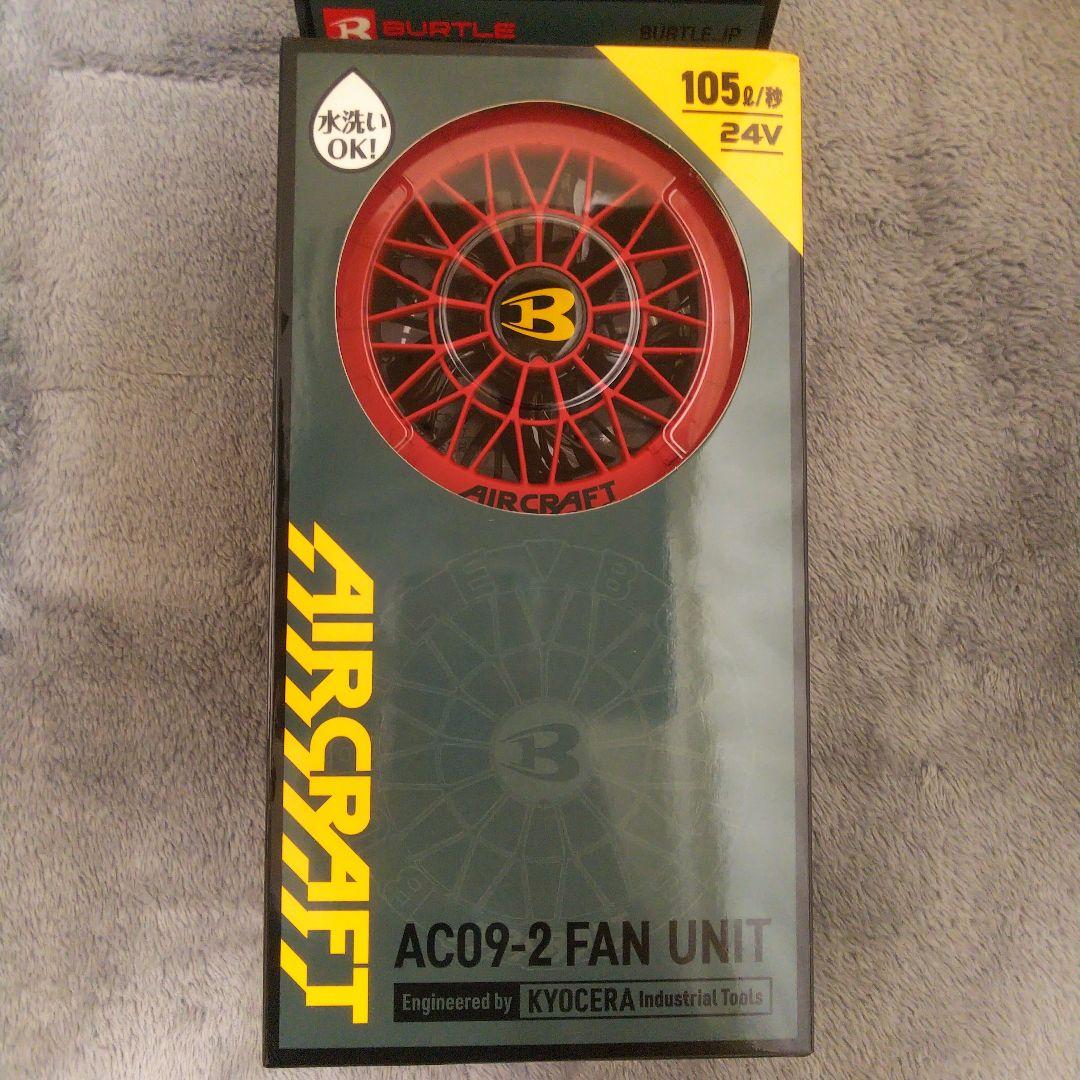 BURTLE
BURTLE.JP
水洗い
OK!
105ℓ/秒
24V
B
AIRCRAFT
AIRCRAFT
B
AC09-2 FAN UNIT
Engineered by KYOCERA Industrial Tools